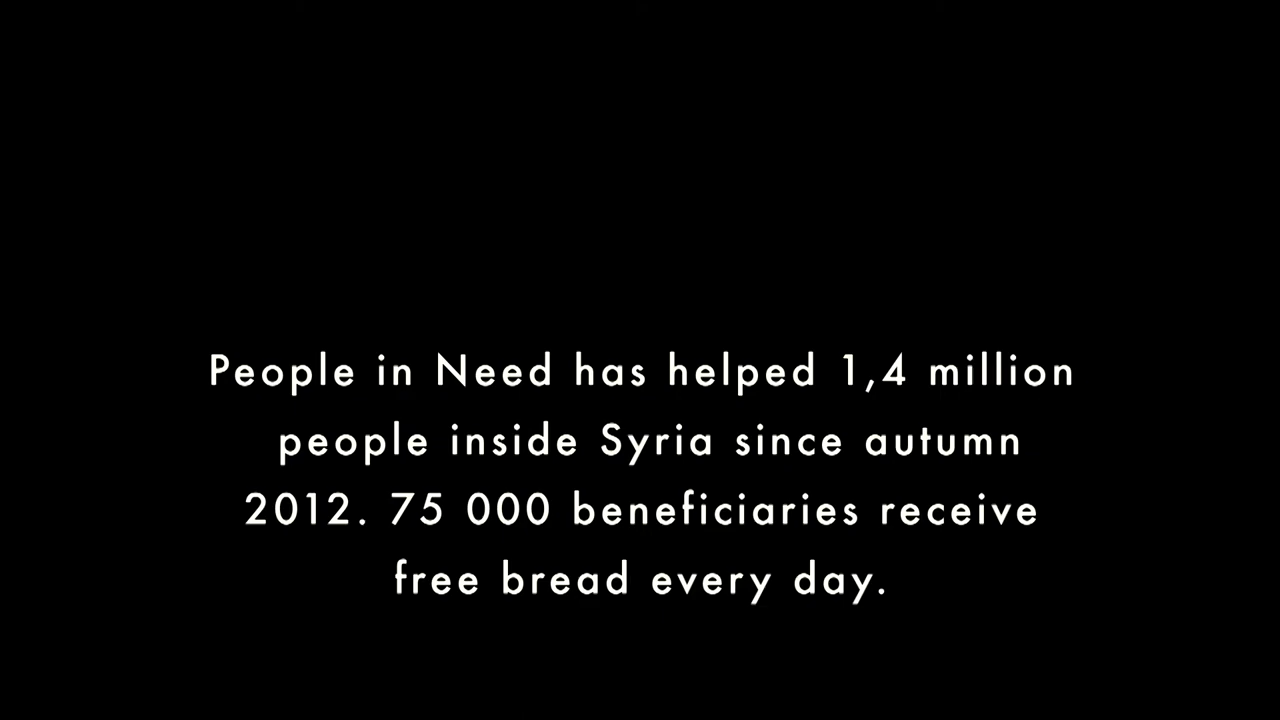 People in Need has helped 1,4 million
people inside Syria since autumn
2012. 75 000 beneficiaries receive
free bread every day.